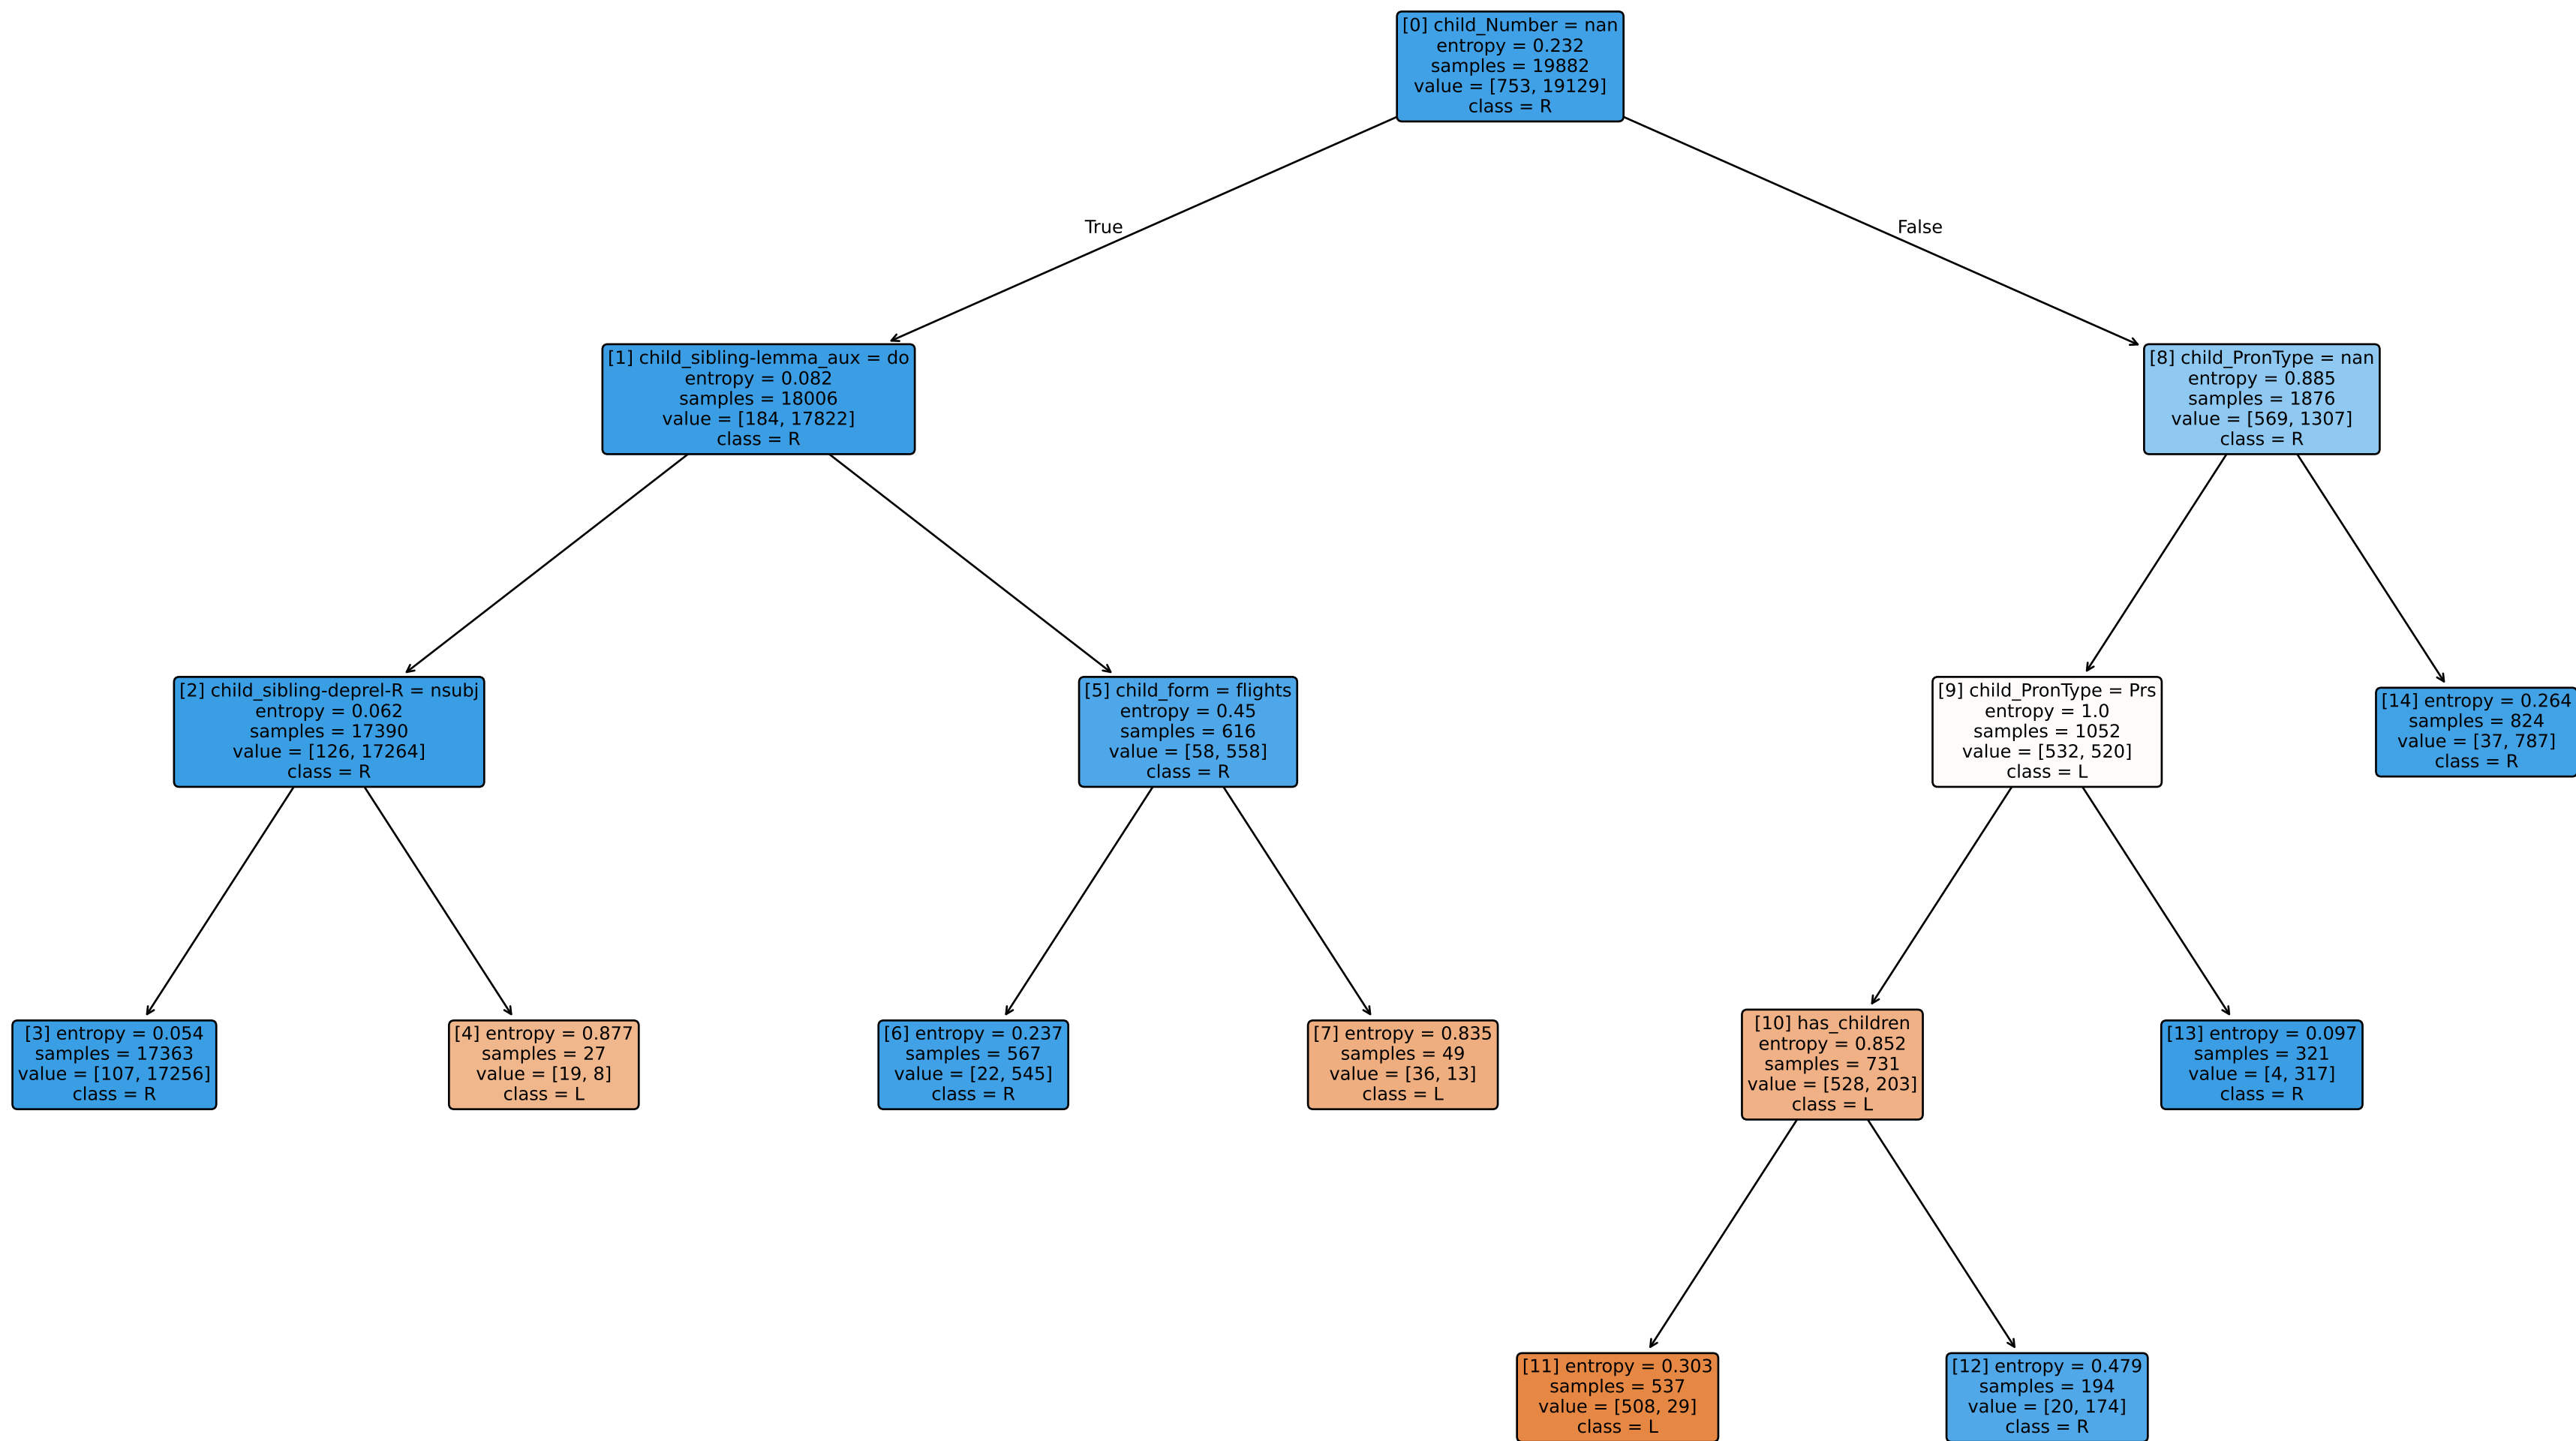 [0] child_Number = nan
entropy = 0.232
samples = 19882
value = [753, 19129]
class = R
True
False
[1] child_sibling-lemma_aux = do
entropy = 0.082
samples = 18006
value = [184, 17822]
class = R
[8] child_PronType = nan
entropy = 0.885
samples = 1876
value = [569, 1307]
class = R
[2] child_sibling-deprel-R = nsubj
entropy = 0.062
samples = 17390
value = [126, 17264]
class = R
[5] child_form = flights
entropy = 0.45
samples = 616
value = [58, 558]
class = R
[9] child_PronType = Prs
entropy = 1.0
samples = 1052
value = [532, 520]
class = L
[14] entropy = 0.264
samples = 824
value = [37, 787]
class = R
[3] entropy = 0.054
samples = 17363
value = [107, 17256]
class = R
[4] entropy = 0.877
samples = 27
value = [19, 8]
class = L
[6] entropy = 0.237
samples = 567
value = [22, 545]
class = R
[7] entropy = 0.835
samples = 49
value = [36, 13]
class = L
[10] has_children
entropy = 0.852
samples = 731
value = [528, 203]
class = L
[13] entropy = 0.097
samples = 321
value = [4, 317]
class = R
[11] entropy = 0.303
samples = 537
value = [508, 29]
class = L
[12] entropy = 0.479
samples = 194
value = [20, 174]
class = R